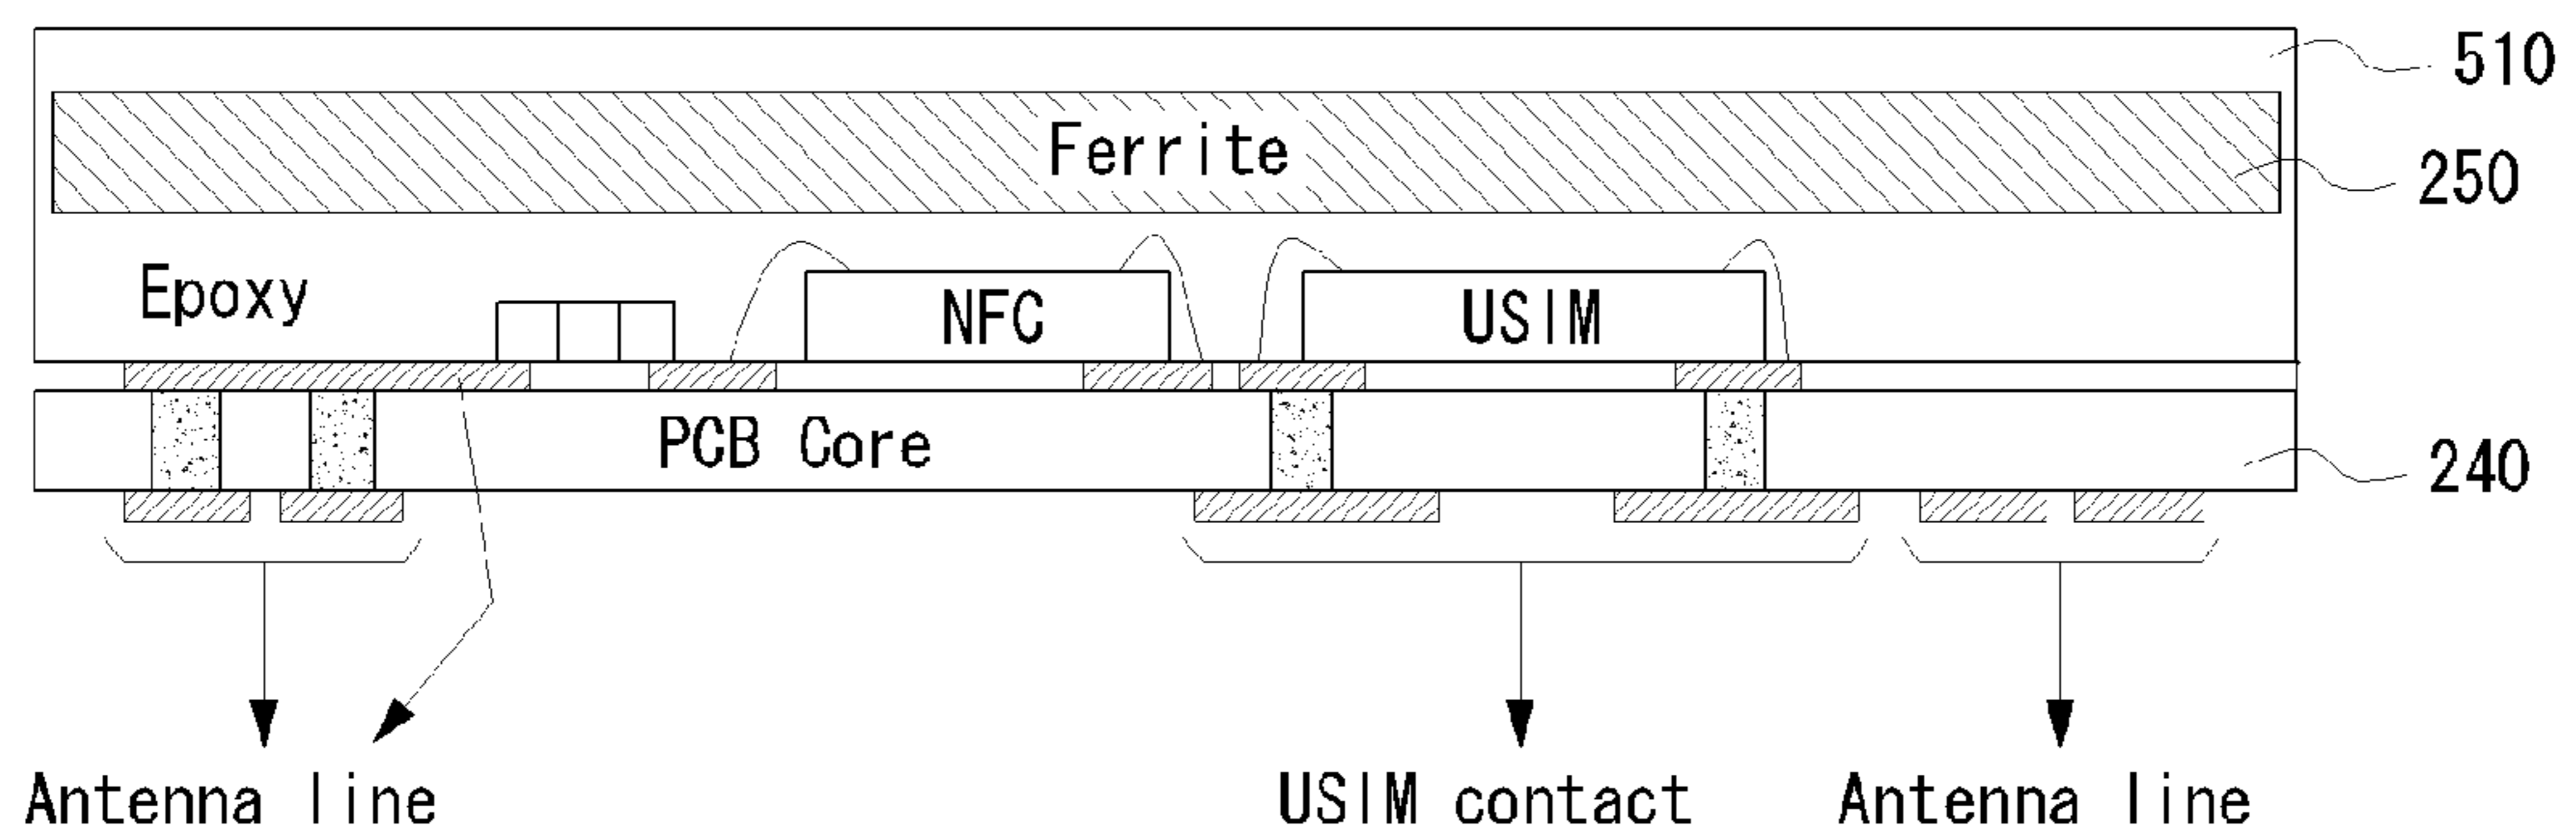 510
Ferrite
250
Epoxy
NFC
USIM
PCB Core
240
Antenna line
USIM contact
Antenna line